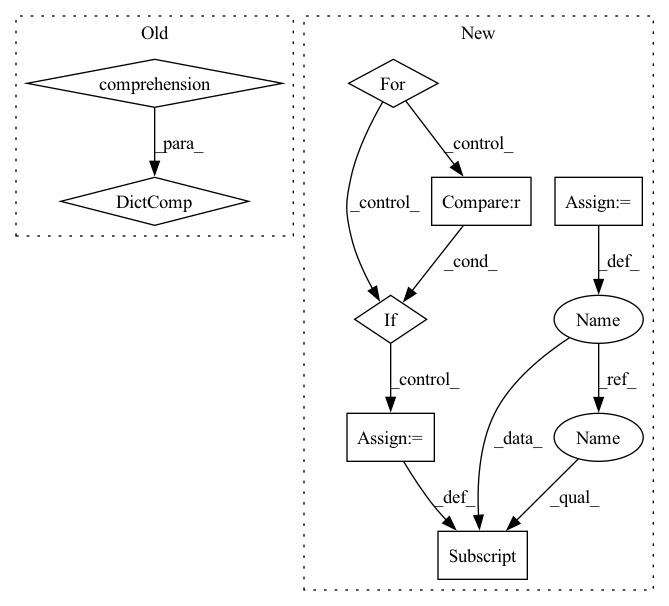 Old
New
comprehension
For
_para_
_control_
DictComp
_control_
Compare:r
Assign:=
_cond_
_def_
If
Name
_control_
_ref_
Assign:=
_data_
Name
_def_
_qual_
Subscript